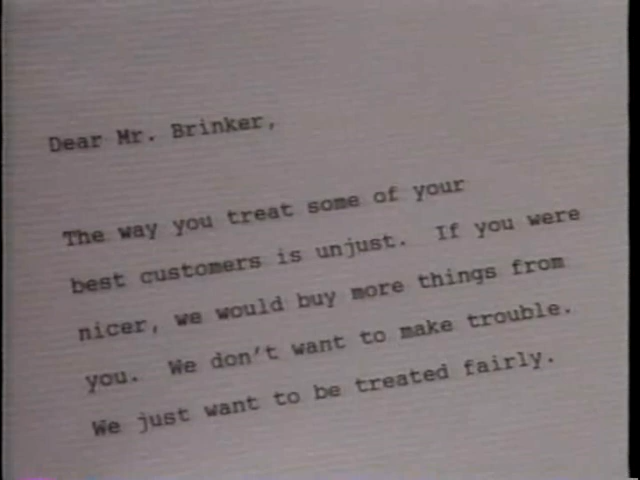 Dear Mr. Brinker,
The way you treat some of your
best customers is unjust. If you were
nicer, we would buy more things from
you. We don't want to make trouble.
We just want to be treated fairly.